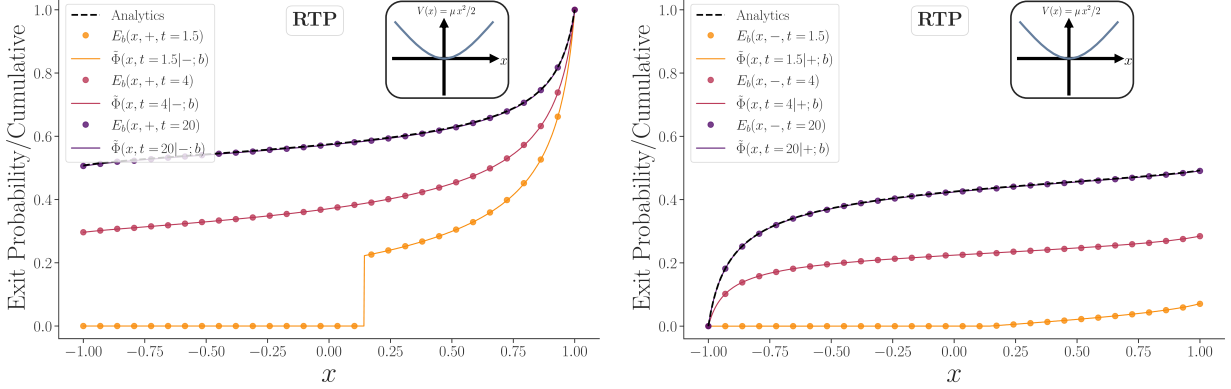 Exit Probability/Cumulative
1.0
0.8
0.6
0.4
0.2
0.0
Analytics
E_b(x, +, t = 1.5)
Φ̃(x, t = 1.5|−; b)
E_b(x, +, t = 4)
Φ̃(x, t = 4|−; b)
E_b(x, +, t = 20)
Φ̃(x, t = 20|−; b)
RTP
V(x) = μ x²/2
x
−1.00 −0.75 −0.50 −0.25 0.00 0.25 0.50 0.75 1.00
x
Exit Probability/Cumulative
1.0
0.8
0.6
0.4
0.2
0.0
Analytics
E_b(x, −, t = 1.5)
Φ̃(x, t = 1.5|+; b)
E_b(x, −, t = 4)
Φ̃(x, t = 4|+; b)
E_b(x, −, t = 20)
Φ̃(x, t = 20|+; b)
RTP
V(x) = μ x²/2
x
−1.00 −0.75 −0.50 −0.25 0.00 0.25 0.50 0.75 1.00
x